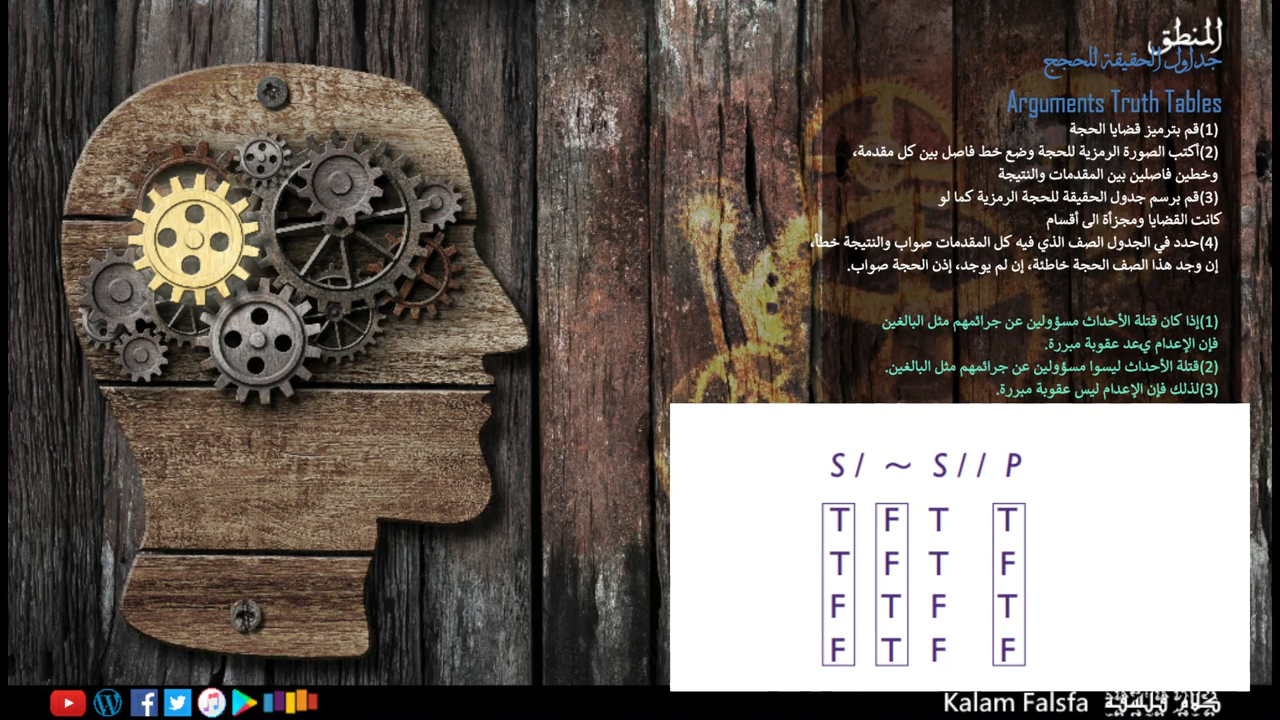 المنطق
جداول الحقيقة للحجج
Arguments Truth Tables
(1)قم بترميز قضايا الحجة
(2)أكتب الصورة الرمزية للحجة وضع خط فاصل بين كل مقدمة،
وخطين فاصلين بين المقدمات والنتيجة
(3)قم برسم جدول الحقيقة للحجة الرمزية كما لو
كانت القضايا ومجزأة الى أقسام
(4)حدد في الجدول الصف الذي فيه كل المقدمات صواب والنتيجة خطأ،
إن وجد هذا الصف الحجة خاطئة، إن لم يوجد، إذن الحجة صواب.
(1)إذا كان قتلة الأحداث مسؤولين عن جرائمهم مثل البالغين
فإن الإعدام يعد عقوبة مبررة.
(2)قتلة الأحداث ليسوا مسؤولين عن جرائمهم مثل البالغين.
(3)لذلك فإن الإعدام ليس عقوبة مبررة.
S / ~ S / / P
T F T T
T F T F
F T F T
F T F F
Kalam Falsfa كلام فلسفة